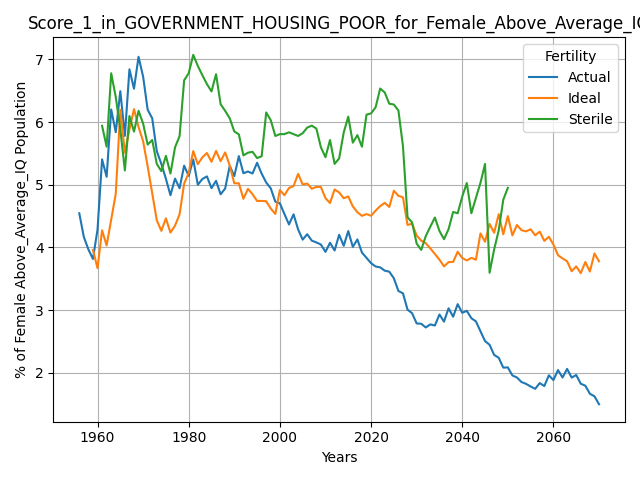 Score_1_in_GOVERNMENT_HOUSING_POOR_for_Female_Above_Average_IQ
Fertility
Actual
Ideal
Sterile
% of Female Above_Average_IQ Population
7
6
5
4
3
2
1960
1980
2000
2020
2040
2060
Years